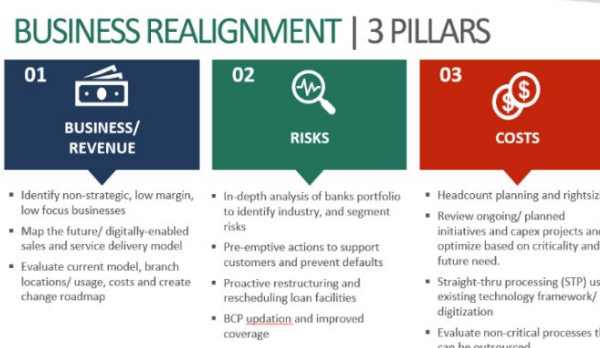 BUSINESS REALIGNMENT | 3 PILLARS
01
BUSINESS/
REVENUE
▪ Identify non-strategic, low margin,
low focus businesses
▪ Map the future/ digitally-enabled
sales and service delivery model
▪ Evaluate current model, branch
locations/ usage, costs and create
change roadmap
02
RISKS
▪ In-depth analysis of banks portfolio
to identify industry, and segment
risks
▪ Pre-emptive actions to support
customers and prevent defaults
▪ Proactive restructuring and
rescheduling loan facilities
▪ BCP updation and improved
coverage
03
$
$
COSTS
▪ Headcount planning and
▪ Review ongoing/ planned
initiatives and capex projects
optimize based on criticality and
future need.
▪ Straight-thru processing (STP)
existing technology framework/
digitization
▪ Evaluate non-critical processes
can be outsourced